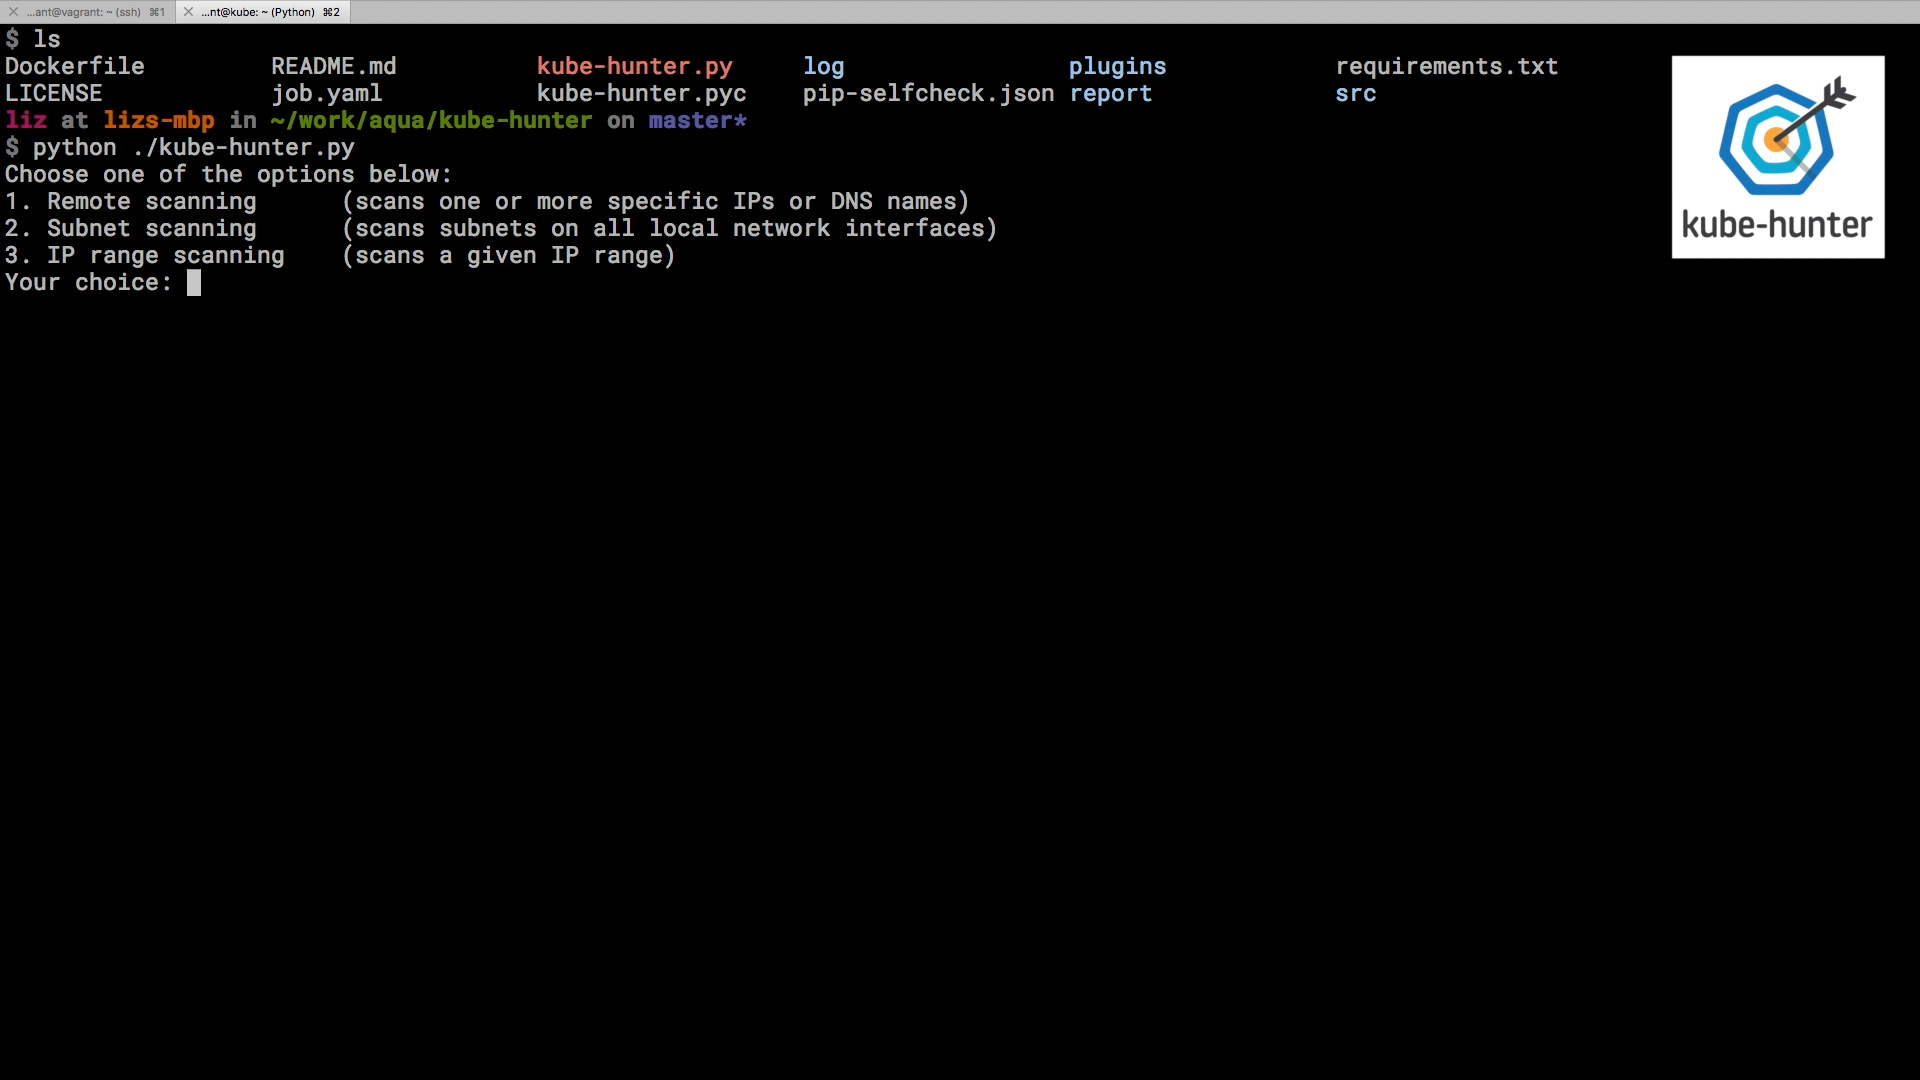 ...ant@vagrant: ~ (ssh) ⌘1 ...nt@kube: ~ (Python) ⌘2
$ ls
Dockerfile README.md kube-hunter.py log plugins requirements.txt
LICENSE job.yaml kube-hunter.pyc pip-selfcheck.json report src
liz at lizs-mbp in ~/work/aqua/kube-hunter on master*
$ python ./kube-hunter.py
Choose one of the options below:
1. Remote scanning (scans one or more specific IPs or DNS names)
2. Subnet scanning (scans subnets on all local network interfaces)
3. IP range scanning (scans a given IP range)
Your choice:
kube-hunter